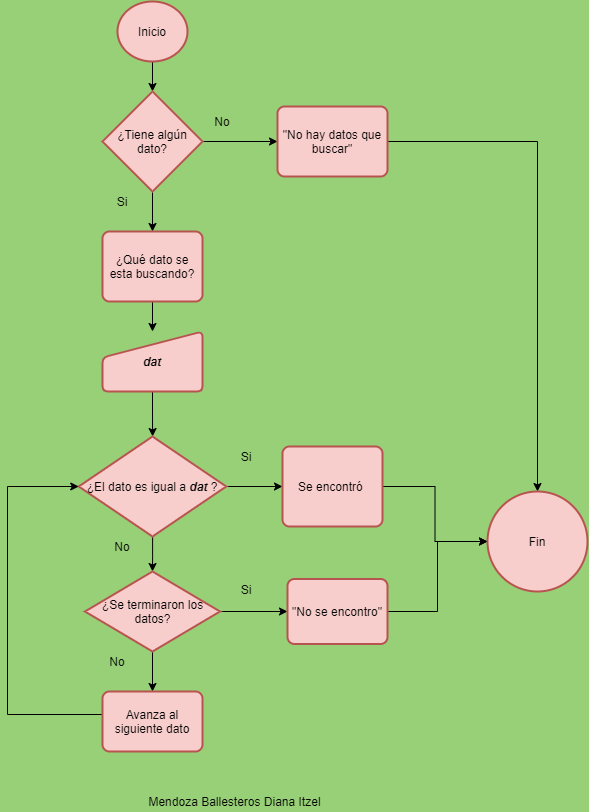 Inicio
¿Tiene algún
dato?
No
"No hay datos que
buscar"
Si
¿Qué dato se
esta buscando?
dat
¿El dato es igual a dat ?
Si
Se encontró
Fin
No
¿Se terminaron los
datos?
Si
"No se encontro"
No
Avanza al
siguiente dato
Mendoza Ballesteros Diana Itzel